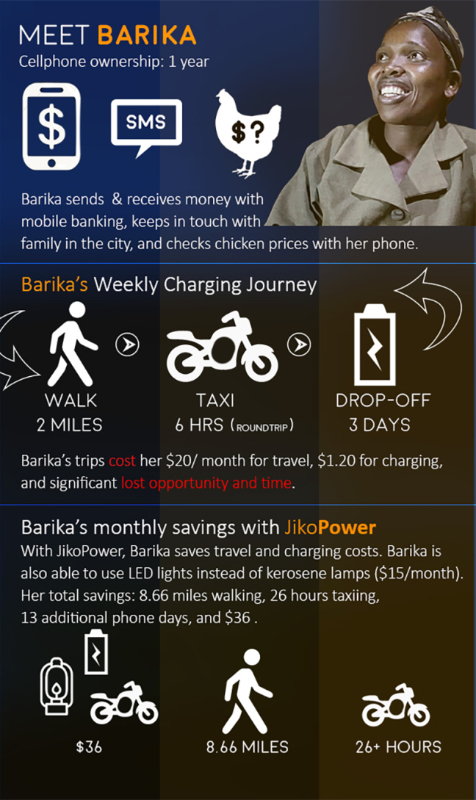 MEET BARIKA
Cellphone ownership: 1 year
$
SMS
$?
Barika sends & receives money with
mobile banking, keeps in touch with
family in the city, and checks chicken prices with her phone.
Barika's Weekly Charging Journey
WALK
2 MILES
TAXI
6 HRS (ROUNDTRIP)
DROP-OFF
3 DAYS
Barika's trips cost her $20/ month for travel, $1.20 for charging,
and significant lost opportunity and time.
Barika's monthly savings with JikoPower
With JikoPower, Barika saves travel and charging costs. Barika is
also able to use LED lights instead of kerosene lamps ($15/month).
Her total savings: 8.66 miles walking, 26 hours taxiing,
13 additional phone days, and $36 .
$36
8.66 MILES
26+ HOURS